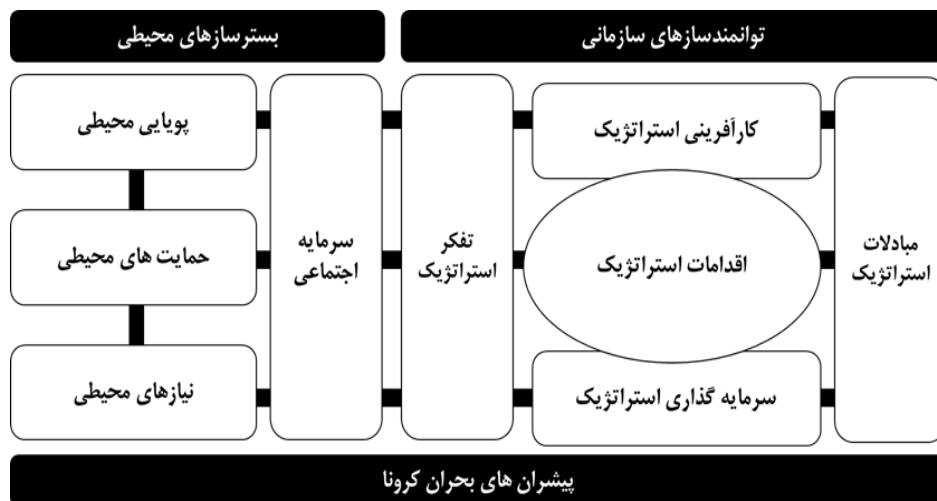 توانمندسازهای سازمانی
بسترسازهای محیطی
مبادلات
استراتژیک
کارآفرینی استراتژیک
اقدامات استراتژیک
سرمایه گذاری استراتژیک
تفکر
استراتژیک
سرمایه
اجتماعی
پویایی محیطی
حمایت های محیطی
نیازهای محیطی
پیشران های بحران کرونا